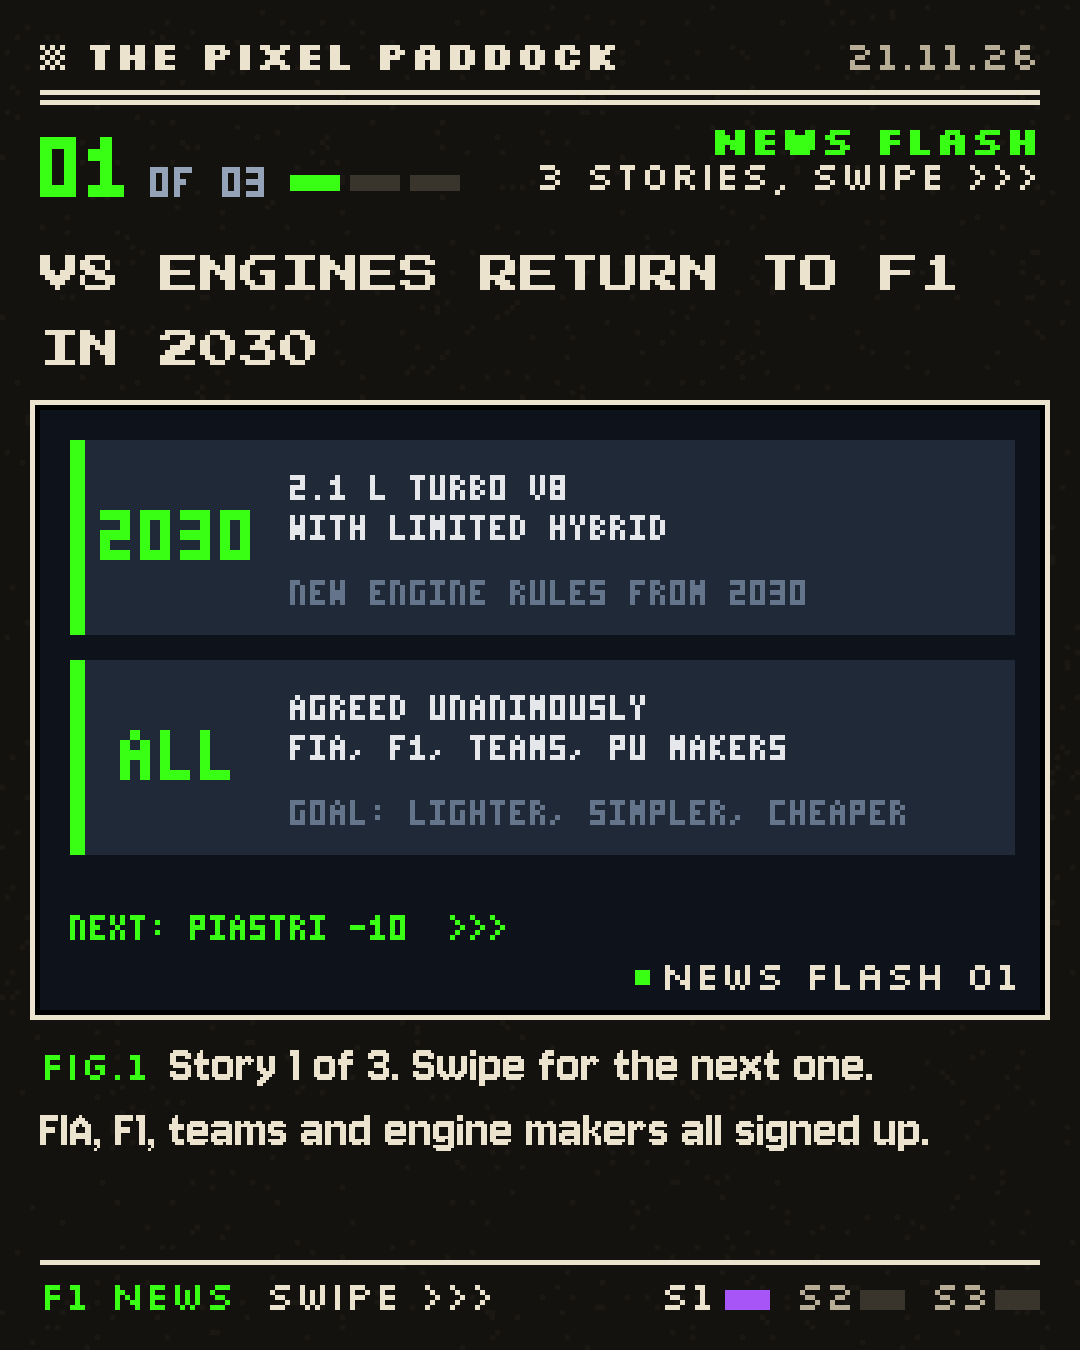 THE PIXEL PADDOCK
21.11.26
01 OF 03
NEWS FLASH
3 STORIES, SWIPE >>>
V8 ENGINES RETURN TO F1
IN 2030
2030
2.1 L TURBO V8
WITH LIMITED HYBRID
NEW ENGINE RULES FROM 2030
ALL
AGREED UNANIMOUSLY
FIA, F1, TEAMS, PU MAKERS
GOAL: LIGHTER, SIMPLER, CHEAPER
NEXT: PIASTRI -10 >>>
NEWS FLASH 01
FIG.1 Story 1 of 3. Swipe for the next one.
FIA, F1, teams and engine makers all signed up.
F1 NEWS SWIPE >>>
S1 S2 S3